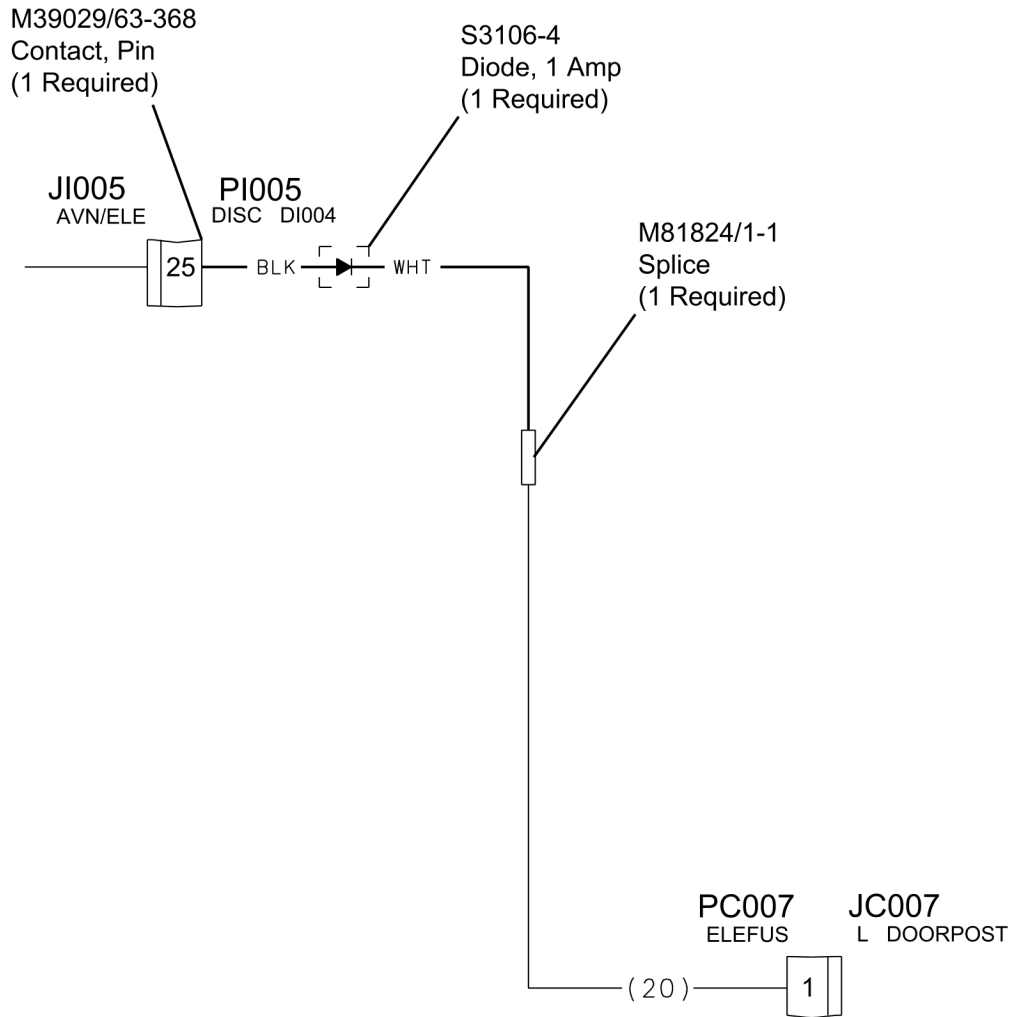 M39029/63-368
Contact, Pin
(1 Required)
S3106-4
Diode, 1 Amp
(1 Required)
JI005
AVN/ELE
PI005
DISC DI004
25
BLK
WHT
M81824/1-1
Splice
(1 Required)
PC007
ELEFUS
JC007
L DOORPOST
(20)
1